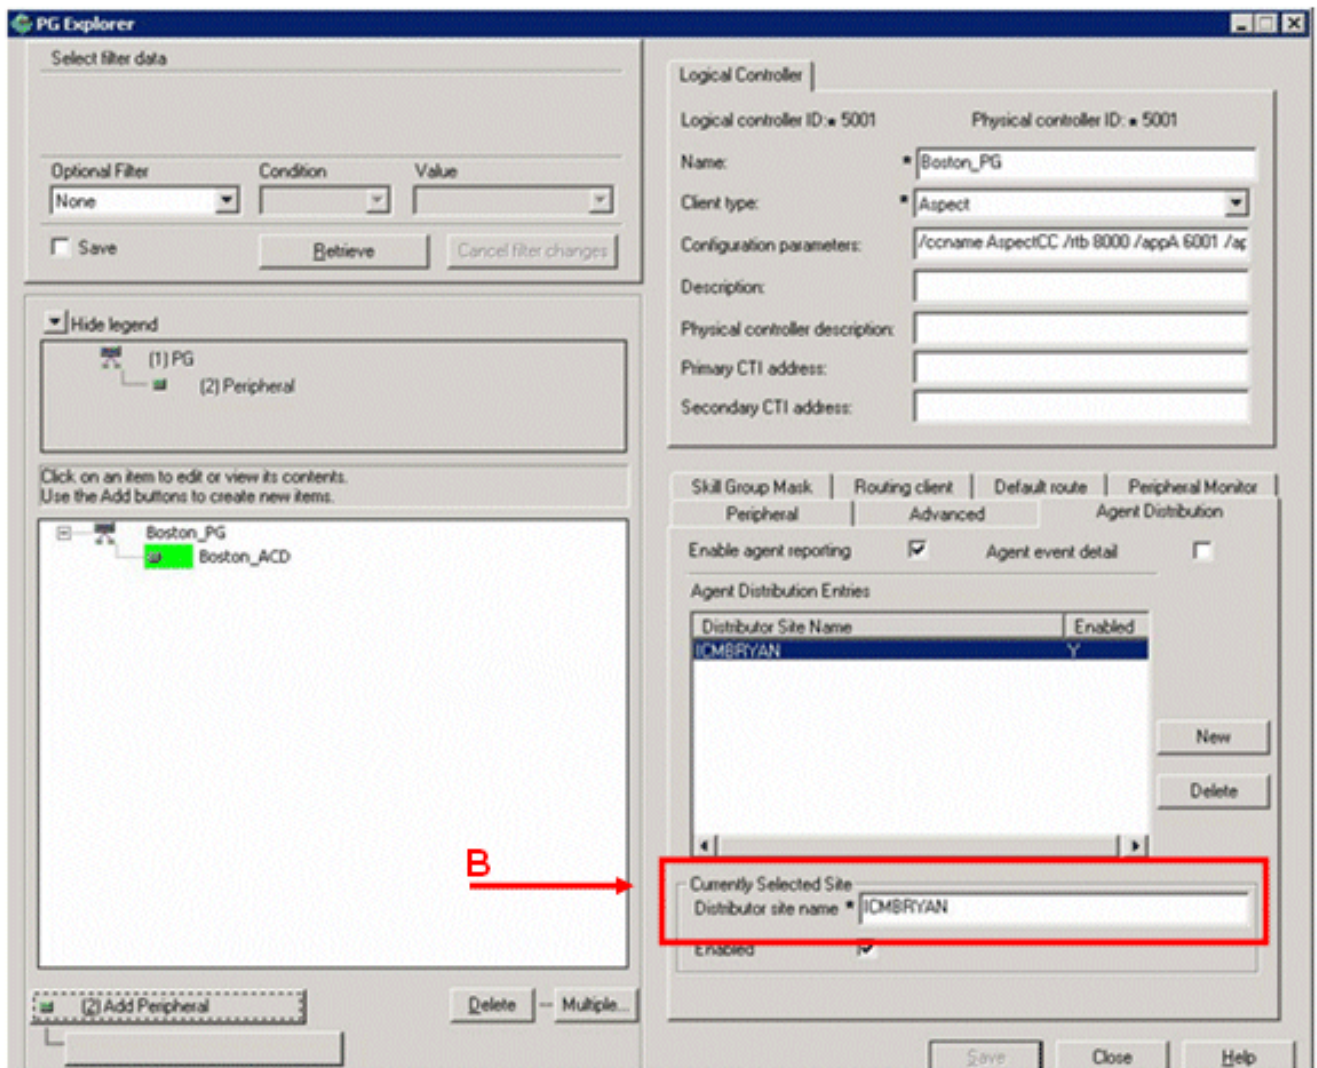 PG Explorer
Select filter data
Optional Filter Condition Value
None
Save Retrieve Cancel filter changes
Hide legend
(1) PG
(2) Peripheral
Click on an item to edit or view its contents.
Use the Add buttons to create new items.
Boston_PG
Boston_ACD
B
(2) Add Peripheral Delete Multiple...
Logical Controller
Logical controller ID: 5001 Physical controller ID: 5001
Name: * Boston_PG
Client type: * Aspect
Configuration parameters: /ccname AspectCC /rtb 8000 /appA 6001 /ap
Description:
Physical controller description:
Primary CTI address:
Secondary CTI address:
Skill Group Mask Routing client Default route Peripheral Monitor
Peripheral Advanced Agent Distribution
Enable agent reporting Agent event detail
Agent Distribution Entries
Distributor Site Name Enabled
ICMBRYAN Y
New
Delete
Currently Selected Site
Distributor site name * ICMBRYAN
Enabled
Save Close Help